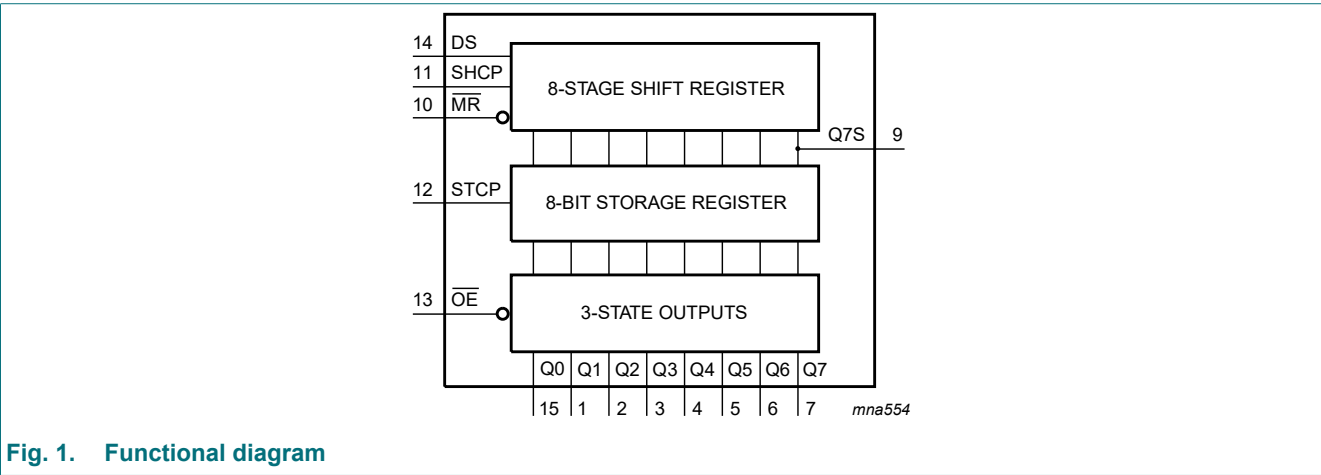 14 DS
11 SHCP
8-STAGE SHIFT REGISTER
10 MR
Q7S 9
12 STCP
8-BIT STORAGE REGISTER
13 OE
3-STATE OUTPUTS
Q0 Q1 Q2 Q3 Q4 Q5 Q6 Q7
15 1 2 3 4 5 6 7 mna554
Fig. 1. Functional diagram